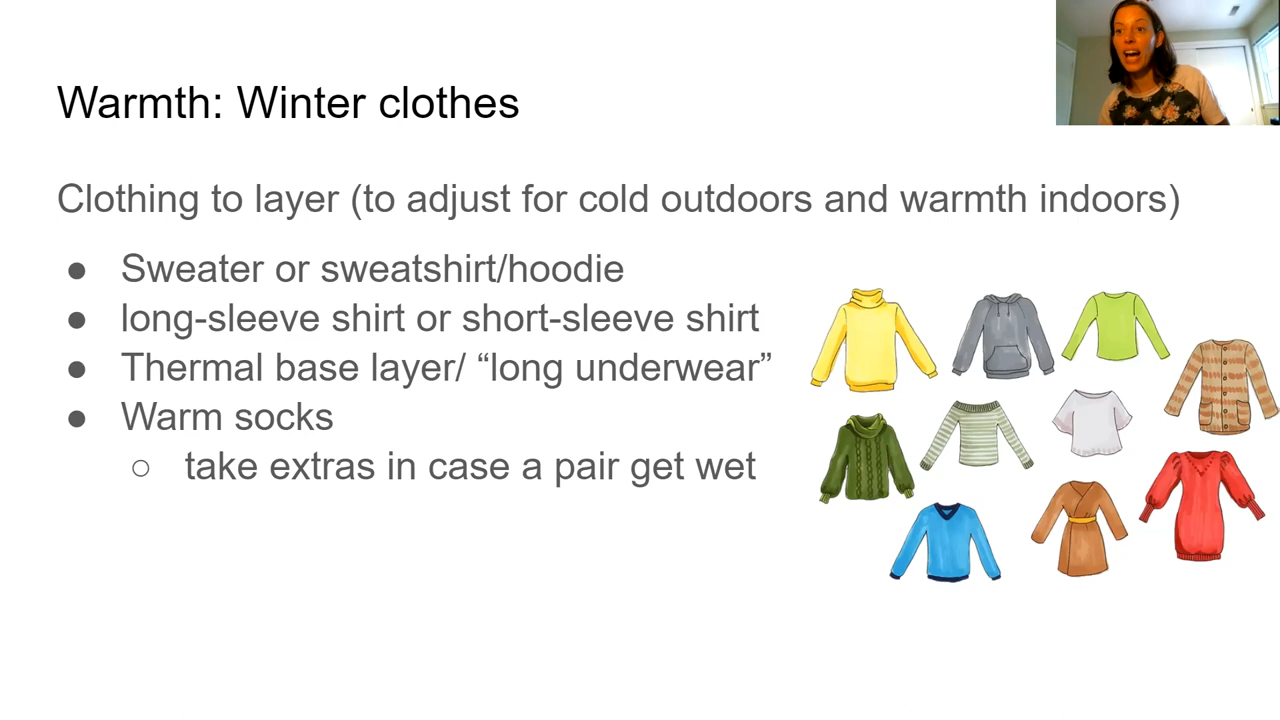 Warmth: Winter clothes
Clothing to layer (to adjust for cold outdoors and warmth indoors)
● Sweater or sweatshirt/hoodie
● long-sleeve shirt or short-sleeve shirt
● Thermal base layer/ “long underwear”
● Warm socks
○ take extras in case a pair get wet